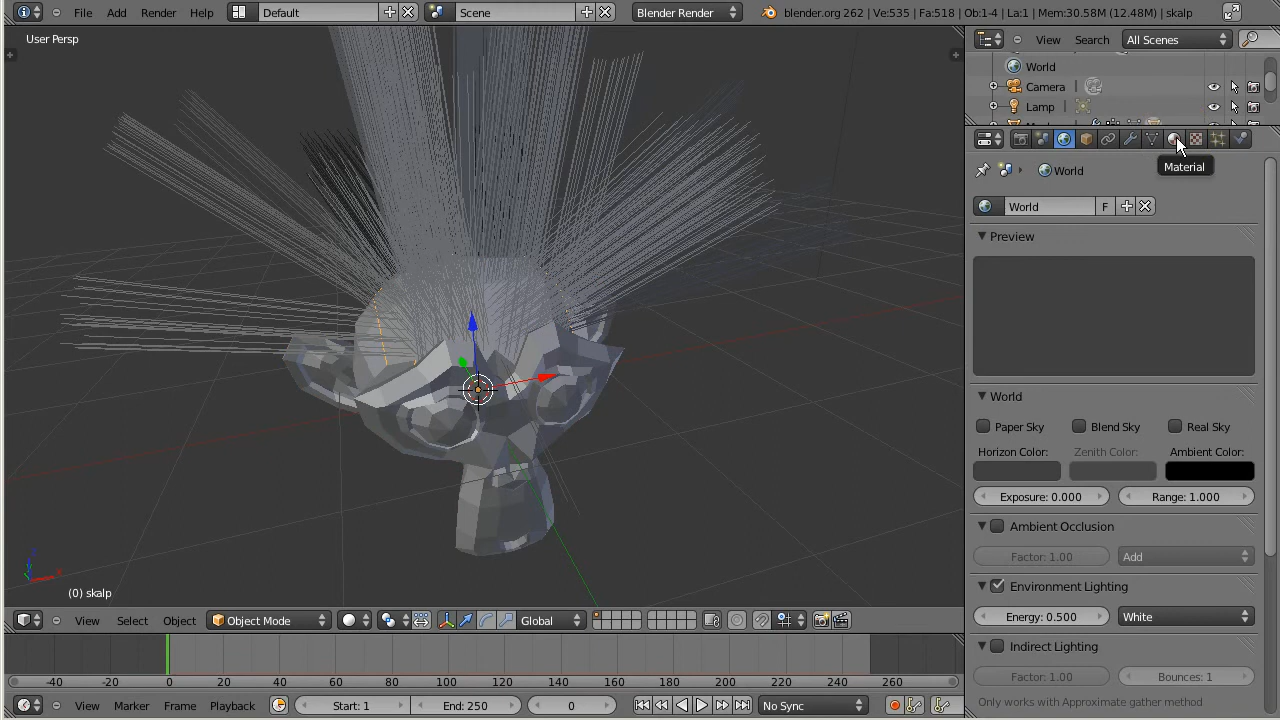 File Add Render Help Default Scene Blender Render blender.org 262 | Ve:535 | Fa:518 | Ob:1-4 | La:1 | Mem:30.58M (12.48M) | skalp
User Persp
View Search All Scenes
World
Camera
Lamp
Material
World
World F
Preview
World
Paper Sky Blend Sky Real Sky
Horizon Color: Zenith Color: Ambient Color:
Exposure: 0.000 Range: 1.000
Ambient Occlusion
Factor: 1.00 Add
Environment Lighting
Energy: 0.500 White
Indirect Lighting
Factor: 1.00 Bounces: 1
Only works with Approximate gather method
(0) skalp
View Select Object Object Mode Global
-40 -20 0 20 40 60 80 100 120 140 160 180 200 220 240 260
View Marker Frame Playback Start: 1 End: 250 0 No Sync